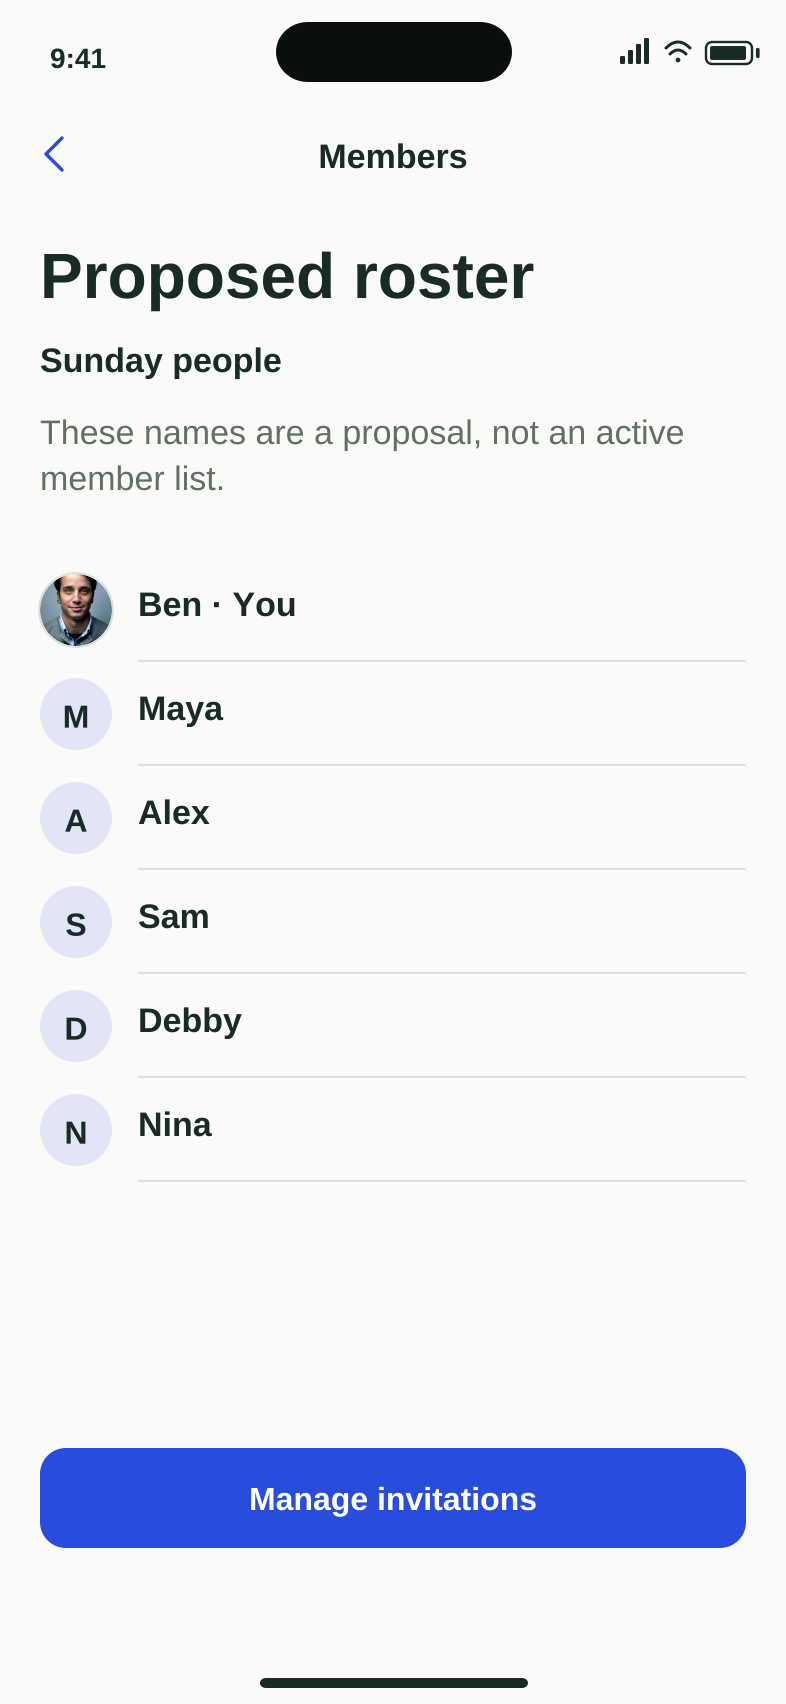 9:41
Members
Proposed roster
Sunday people
These names are a proposal, not an active
member list.
Ben · You
M
Maya
A
Alex
S
Sam
D
Debby
N
Nina
Manage invitations